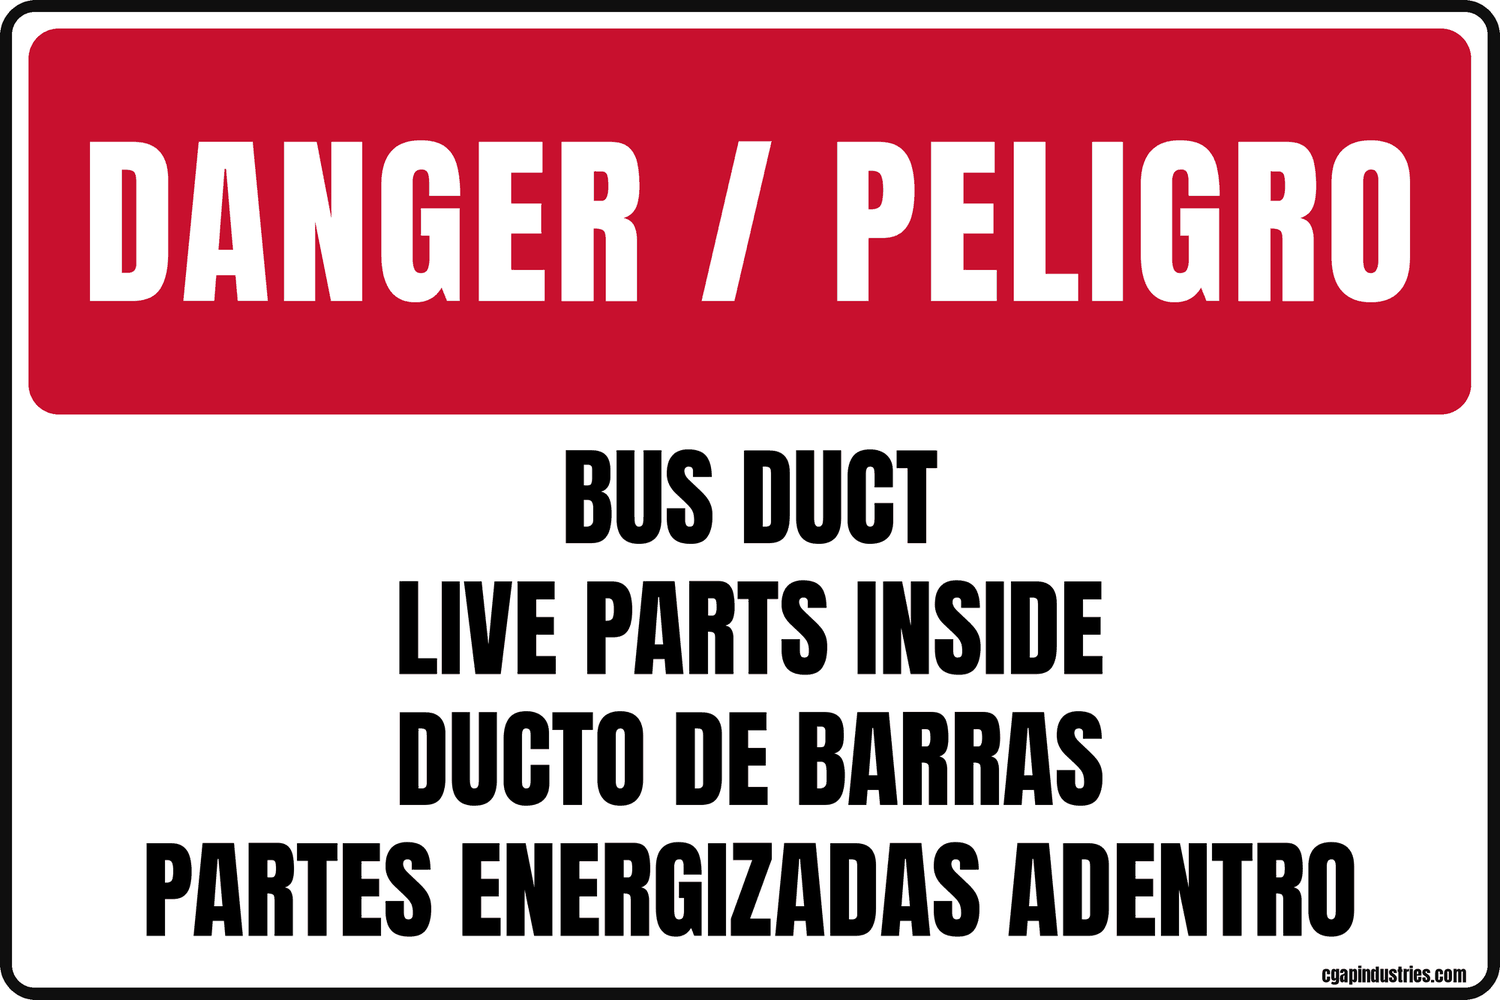 DANGER / PELIGRO
BUS DUCT
LIVE PARTS INSIDE
DUCTO DE BARRAS
PARTES ENERGIZADAS ADENTRO
cgapindustries.com